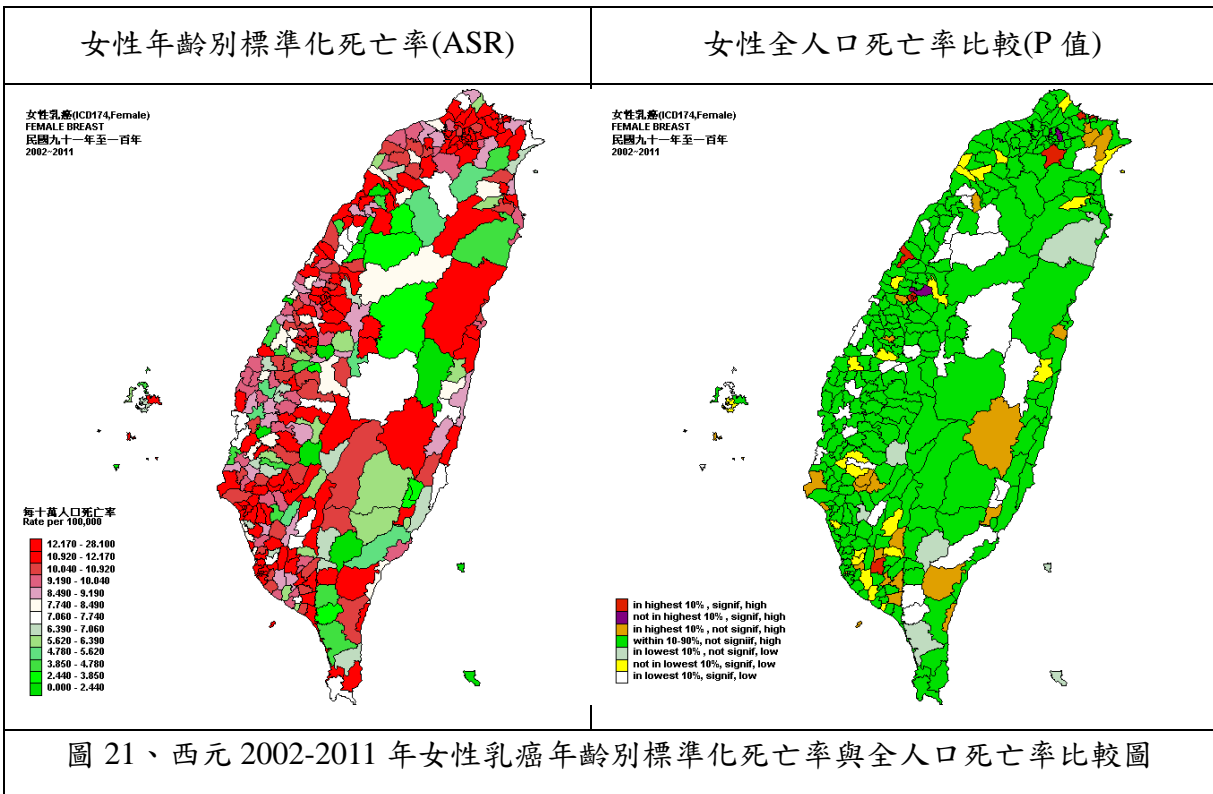 女性年齡別標準化死亡率(ASR)
女性全人口死亡率比較(P 值)
女性乳癌(ICD174,Female)
FEMALE BREAST
民國九十一年至一百年
2002~2011
每十萬人口死亡率
Rate per 100,000
12.170 - 28.100
10.920 - 12.170
10.040 - 10.920
9.190 - 10.040
8.490 - 9.190
7.740 - 8.490
7.060 - 7.740
6.390 - 7.060
5.620 - 6.390
4.780 - 5.620
3.850 - 4.780
2.440 - 3.850
0.000 - 2.440
女性乳癌(ICD174,Female)
FEMALE BREAST
民國九十一年至一百年
2002~2011
in highest 10% , signif, high
not in highest 10% , signif, high
in highest 10% , not signif, high
within 10-90%, not signiif, high
in lowest 10% , not signif, low
not in lowest 10%, signif, low
in lowest 10%, signif, low
圖 21、西元 2002-2011 年女性乳癌年齡別標準化死亡率與全人口死亡率比較圖